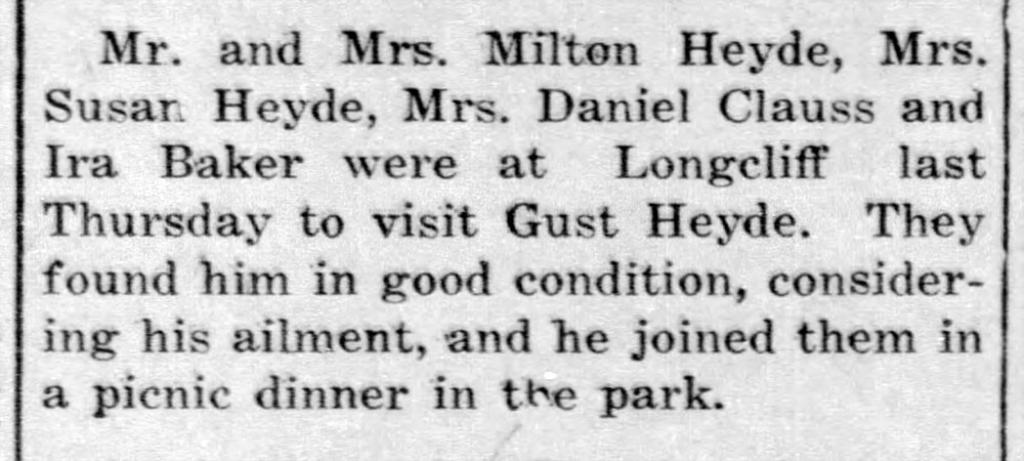 Mr. and Mrs. Milton Heyde, Mrs.
Susan Heyde, Mrs. Daniel Clauss and
Ira Baker were at Longcliff last
Thursday to visit Gust Heyde. They
found him in good condition, consider-
ing his ailment, and he joined them in
a picnic dinner in the park.